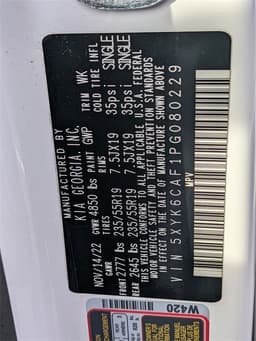 MANUFACTURED BY
KIA GEORGIA, INC.
NOV/14/22 GVWR 4850 lbs PAINT GWP TRIM WK
GAWR TIRES RIMS COLD TIRE INFL
FRONT 2777 lbs 235/55R19 7.5JX19 35psi SINGLE
REAR 2645 lbs 235/55R19 7.5JX19 35psi SINGLE
THIS VEHICLE CONFORMS TO ALL APPLICABLE U.S.A. FEDERAL
MOTOR VEHICLE SAFETY AND THEFT PREVENTION STANDARDS
IN EFFECT ON THE DATE OF MANUFACTURE SHOWN ABOVE.
VIN 5XYK6CAF1PG080229
MPV
W420